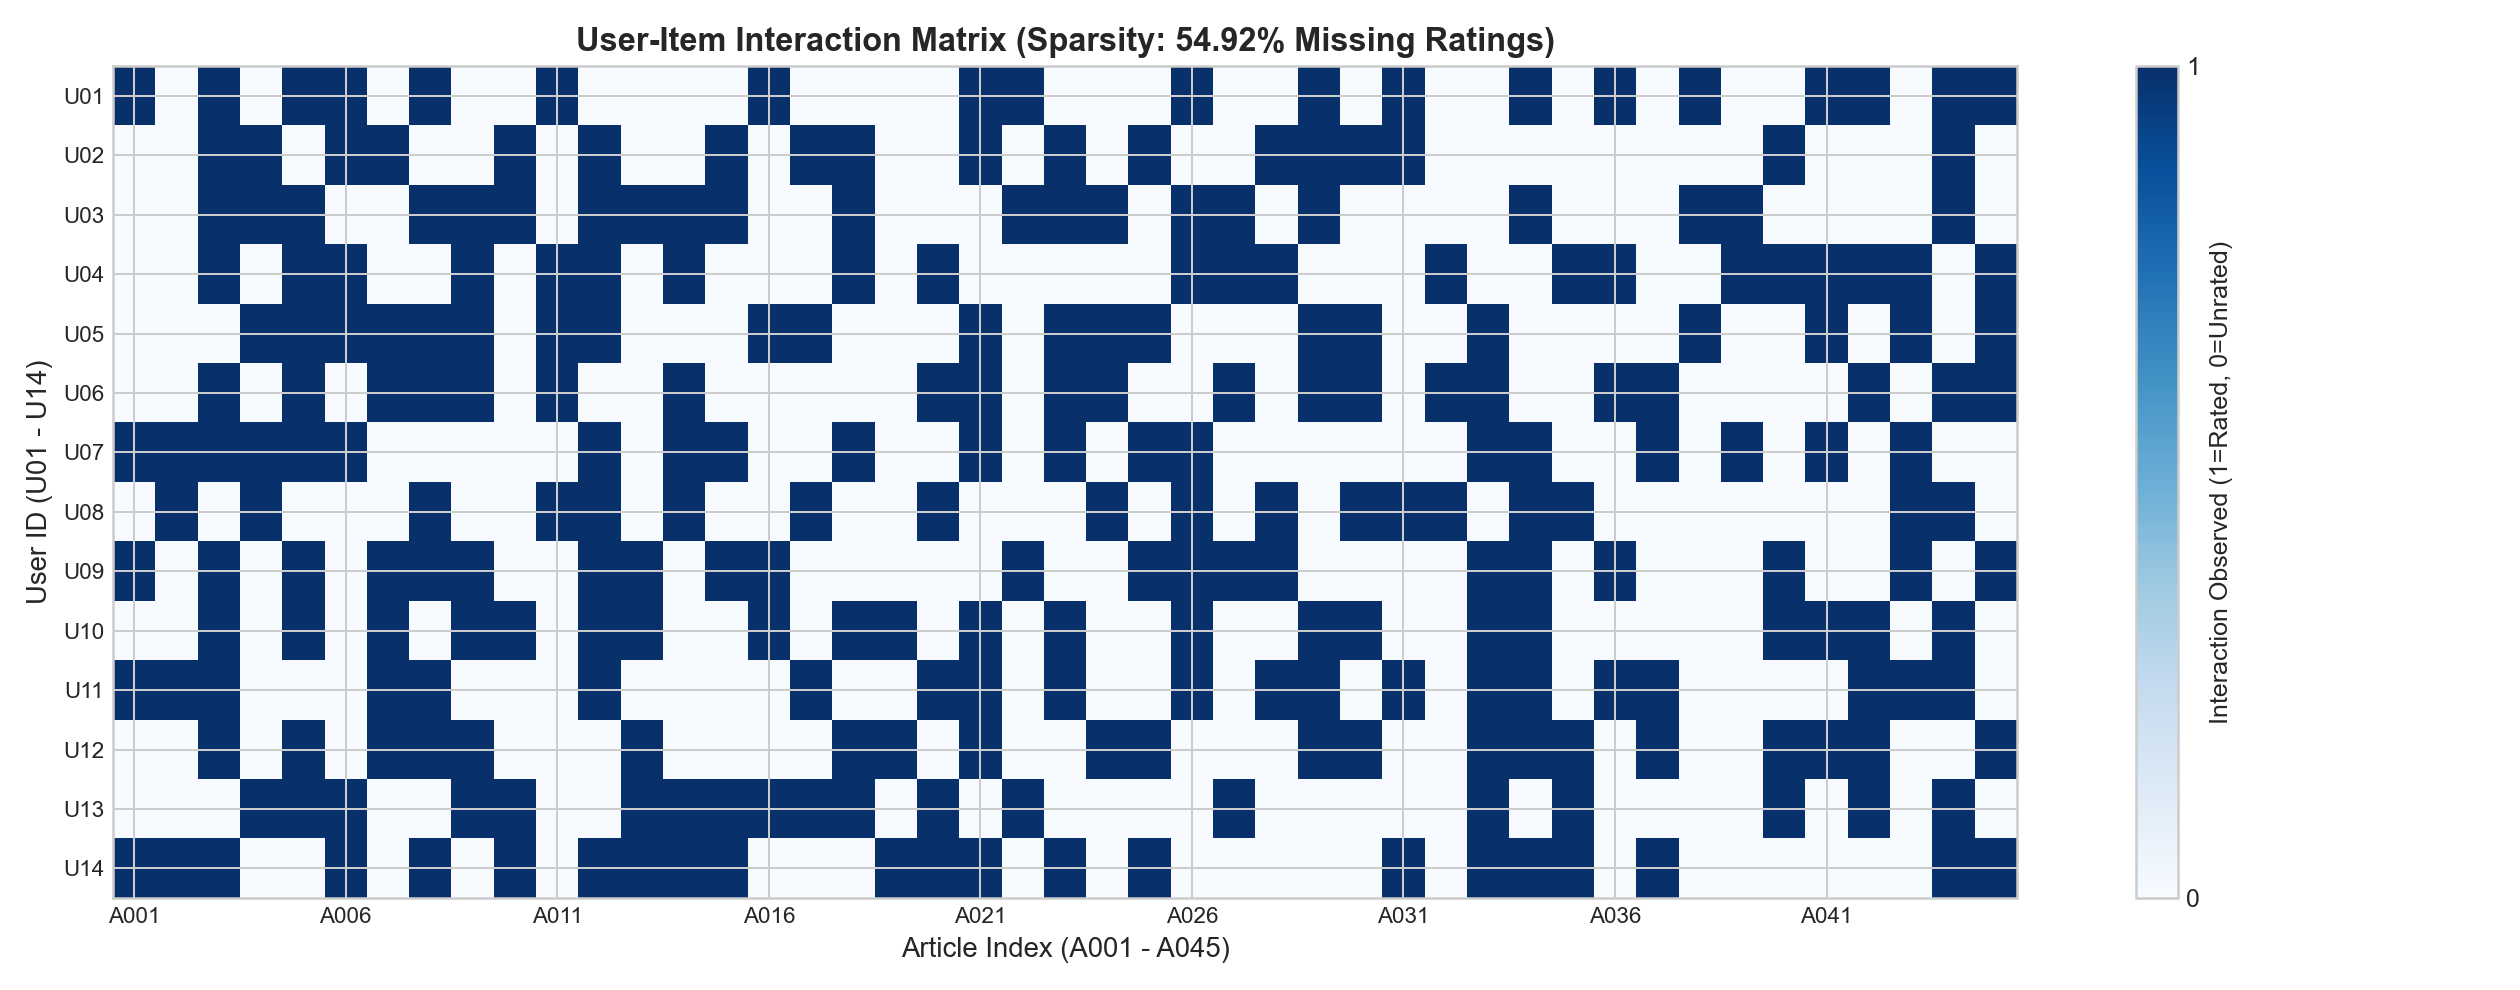 User-Item Interaction Matrix (Sparsity: 54.92% Missing Ratings)
User ID (U01 - U14)
U01
U02
U03
U04
U05
U06
U07
U08
U09
U10
U11
U12
U13
U14
A001 A006 A011 A016 A021 A026 A031 A036 A041
Article Index (A001 - A045)
1
0
Interaction Observed (1=Rated, 0=Unrated)